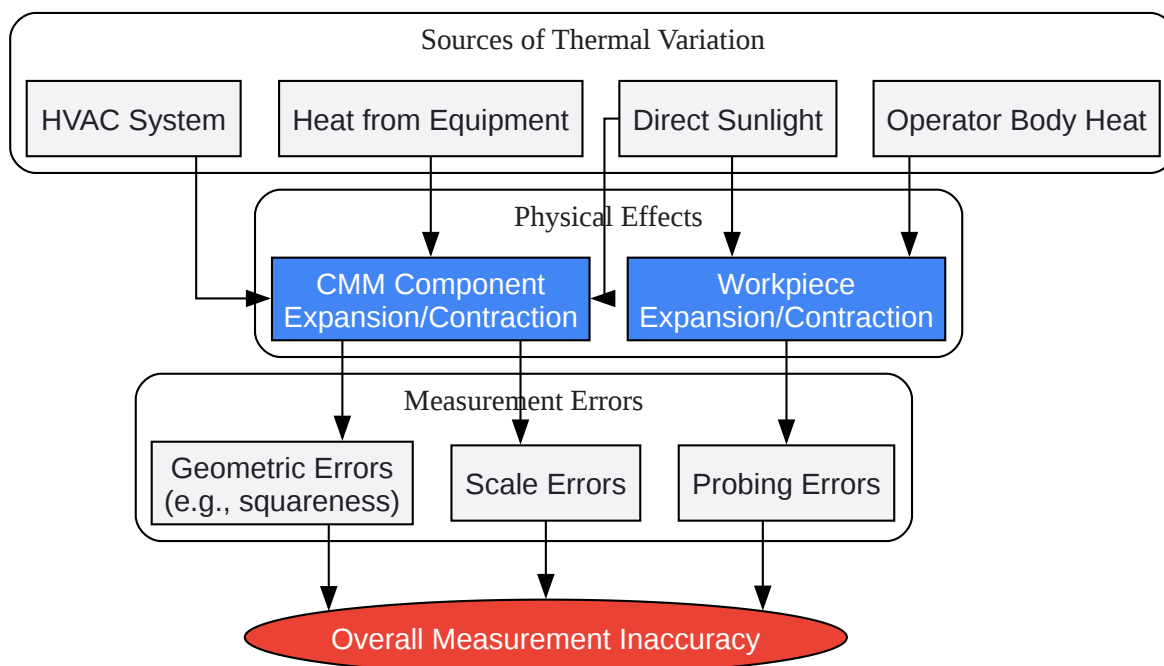 Sources of Thermal Variation
HVAC System
Heat from Equipment
Direct Sunlight
Operator Body Heat
Physical Effects
CMM Component
Expansion/Contraction
Workpiece
Expansion/Contraction
Measurement Errors
Geometric Errors
(e.g., squareness)
Scale Errors
Probing Errors
Overall Measurement Inaccuracy